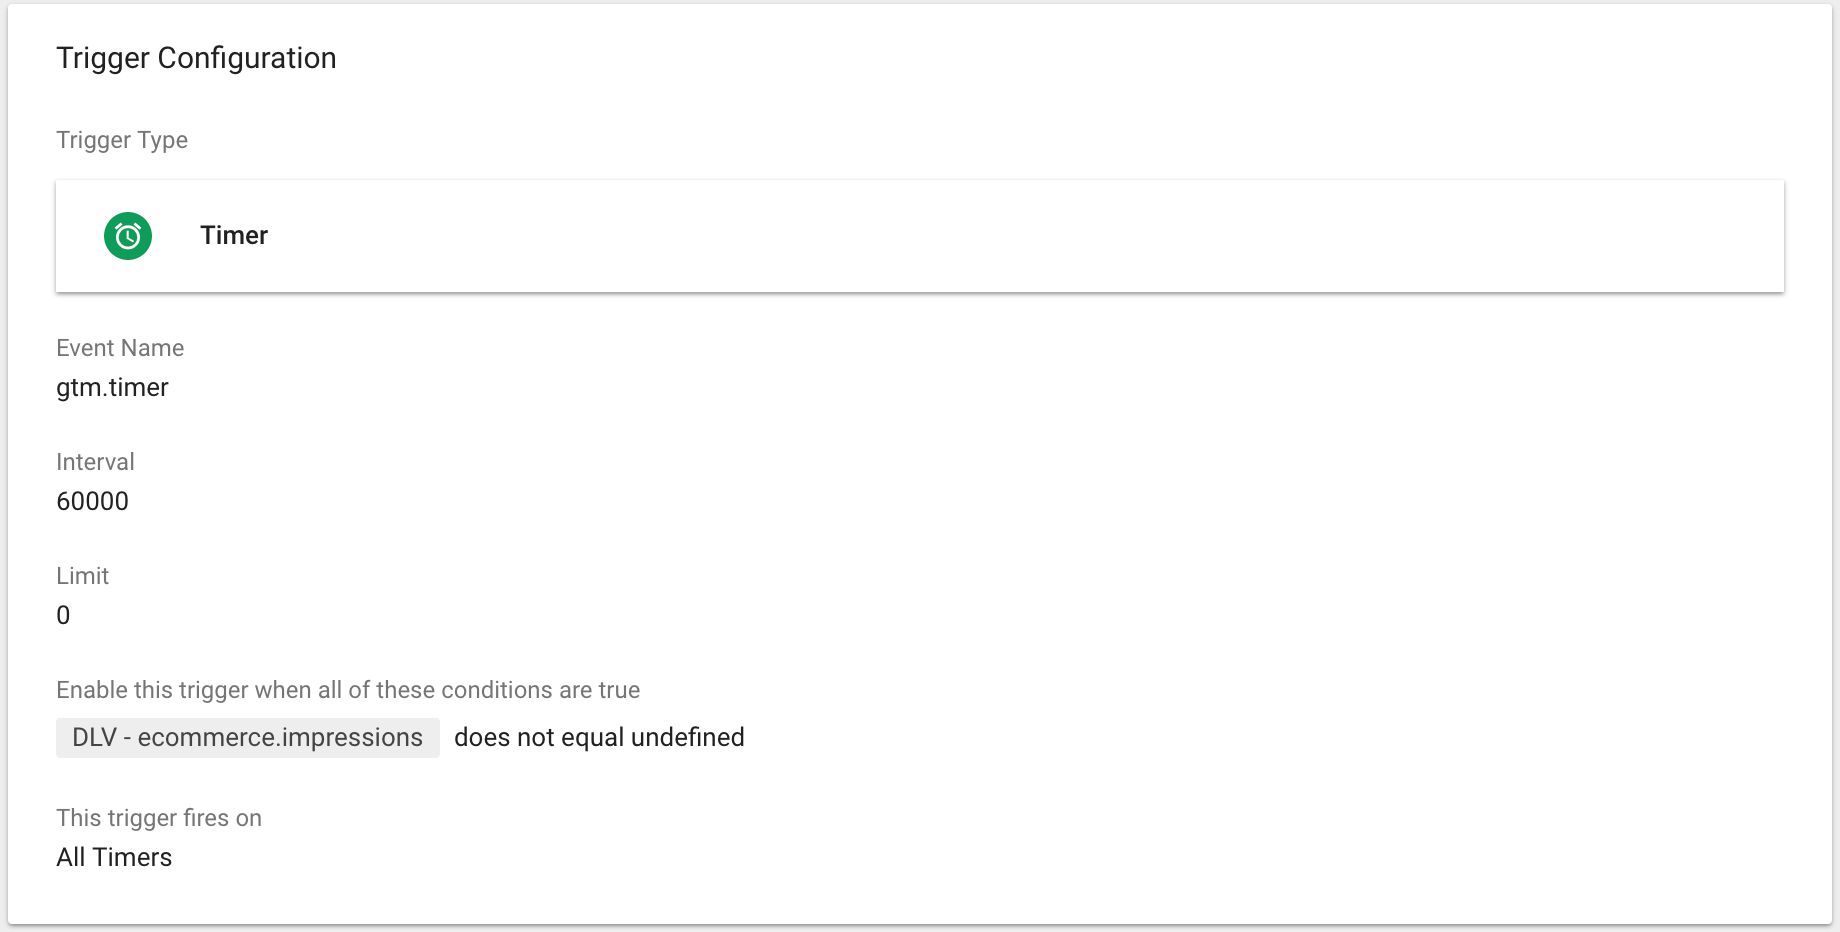 Trigger Configuration
Trigger Type
Timer
Event Name
gtm.timer
Interval
60000
Limit
0
Enable this trigger when all of these conditions are true
DLV - ecommerce.impressions does not equal undefined
This trigger fires on
All Timers